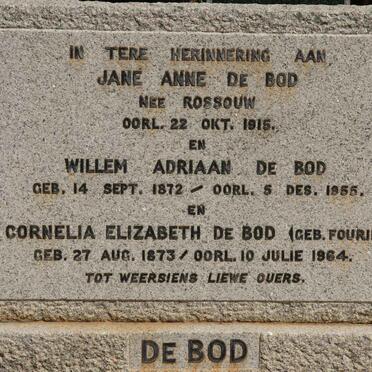 IN TERE HERINNERING AAN
JANE ANNE DE BOD
NEE ROSSOUW
OORL. 22 OKT. 1915.
EN
WILLEM ADRIAAN DE BOD
GEB. 14 SEPT. 1872 / OORL. 5 DES. 1955.
EN
CORNELIA ELIZABETH DE BOD (GEB. FOURI
GEB. 27 AUG. 1873 / OORL. 10 JULIE 1964.
TOT WEERSIENS LIEWE OUERS.
DE BOD